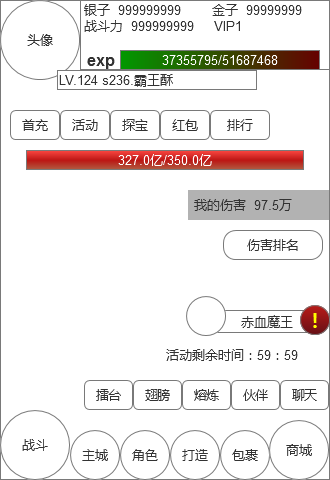 头像
银子 999999999 金子 99999999
战斗力 999999999 VIP1
exp 37355795/51687468
LV.124 s236.霸王酥
首充 活动 探宝 红包 排行
327.0亿/350.0亿
我的伤害 97.5万
伤害排名
赤血魔王 !
活动剩余时间：59：59
擂台 翅膀 熔炼 伙伴 聊天
战斗 主城 角色 打造 包裹 商城